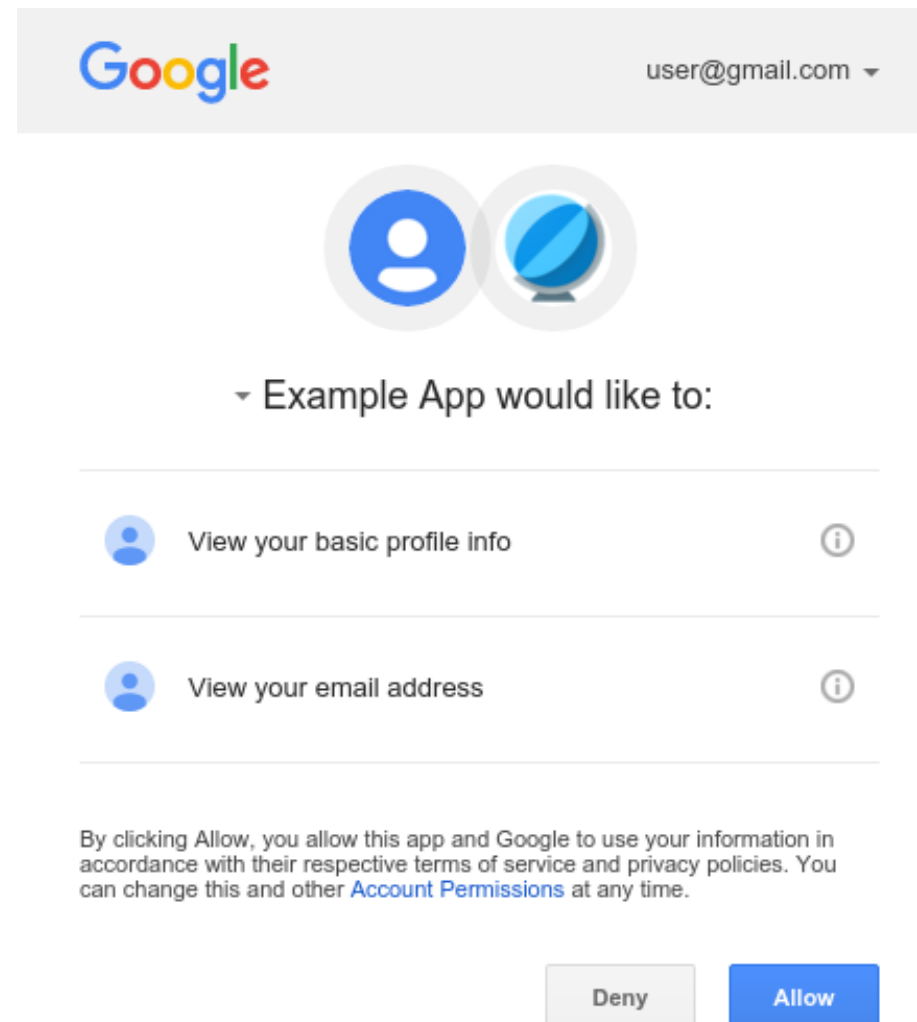 Google
user@gmail.com
Example App would like to:
View your basic profile info
View your email address
By clicking Allow, you allow this app and Google to use your information in
accordance with their respective terms of service and privacy policies. You
can change this and other Account Permissions at any time.
Deny
Allow